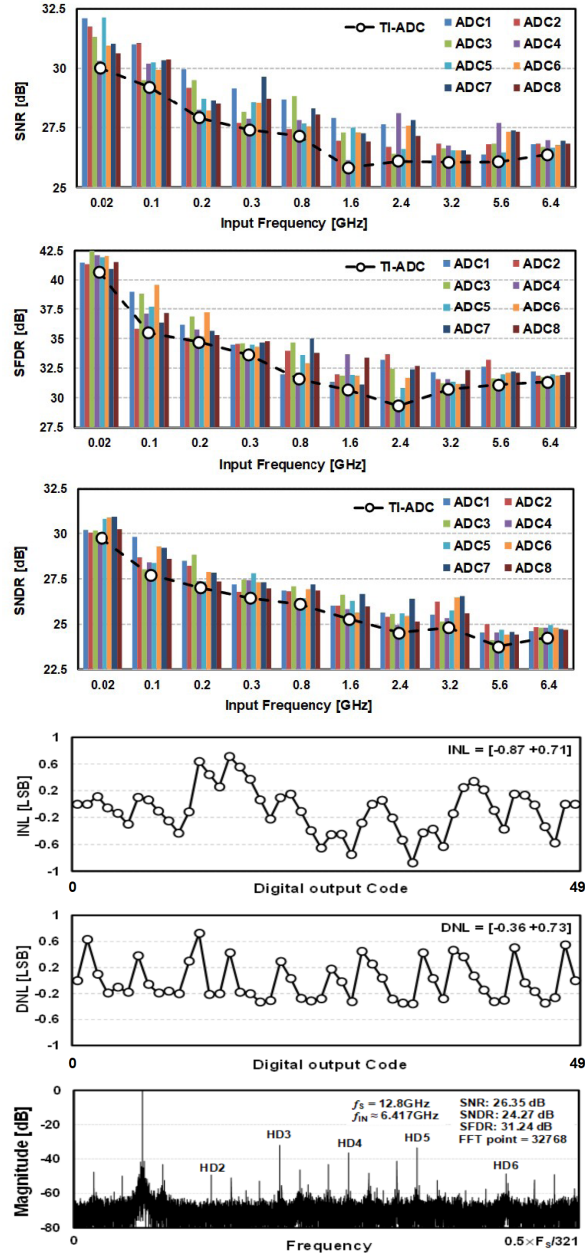 SNR [dB]
32.5
30
27.5
25
TI-ADC
ADC1 ADC2
ADC3 ADC4
ADC5 ADC6
ADC7 ADC8
0.02 0.1 0.2 0.3 0.8 1.6 2.4 3.2 5.6 6.4
Input Frequency [GHz]
SFDR [dB]
42.5
40
37.5
35
32.5
30
27.5
TI-ADC
ADC1 ADC2
ADC3 ADC4
ADC5 ADC6
ADC7 ADC8
0.02 0.1 0.2 0.3 0.8 1.6 2.4 3.2 5.6 6.4
Input Frequency [GHz]
SNDR [dB]
32.5
30
27.5
25
22.5
TI-ADC
ADC1 ADC2
ADC3 ADC4
ADC5 ADC6
ADC7 ADC8
0.02 0.1 0.2 0.3 0.8 1.6 2.4 3.2 5.6 6.4
Input Frequency [GHz]
INL [LSB]
1
0.6
0.2
-0.2
-0.6
-1
INL = [-0.87 +0.71]
0 49
Digital output Code
DNL [LSB]
1
0.6
0.2
-0.2
-0.6
-1
DNL = [-0.36 +0.73]
0 49
Digital output Code
Magnitude [dB]
0
-20
-40
-60
-80
fS = 12.8GHz
fIN ≈ 6.417GHz
SNR: 26.35 dB
SNDR: 24.27 dB
SFDR: 31.24 dB
FFT point = 32768
HD2
HD3
HD4
HD5
HD6
Frequency
0.5×FS/321